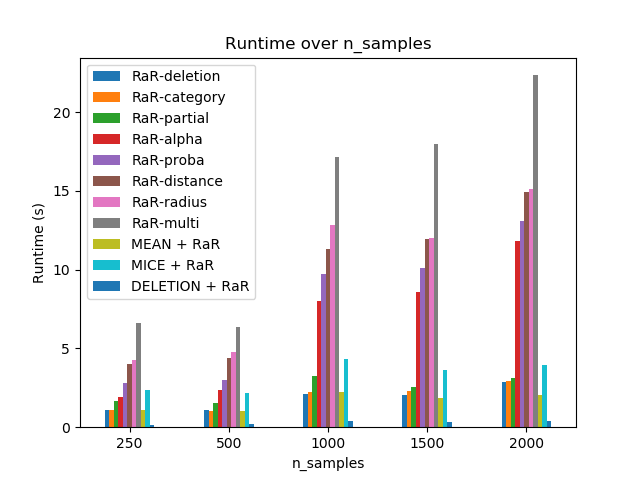 Runtime over n_samples
RaR-deletion
RaR-category
RaR-partial
RaR-alpha
RaR-proba
RaR-distance
RaR-radius
RaR-multi
MEAN + RaR
MICE + RaR
DELETION + RaR
Runtime (s)
20
15
10
5
0
250 500 1000 1500 2000
n_samples